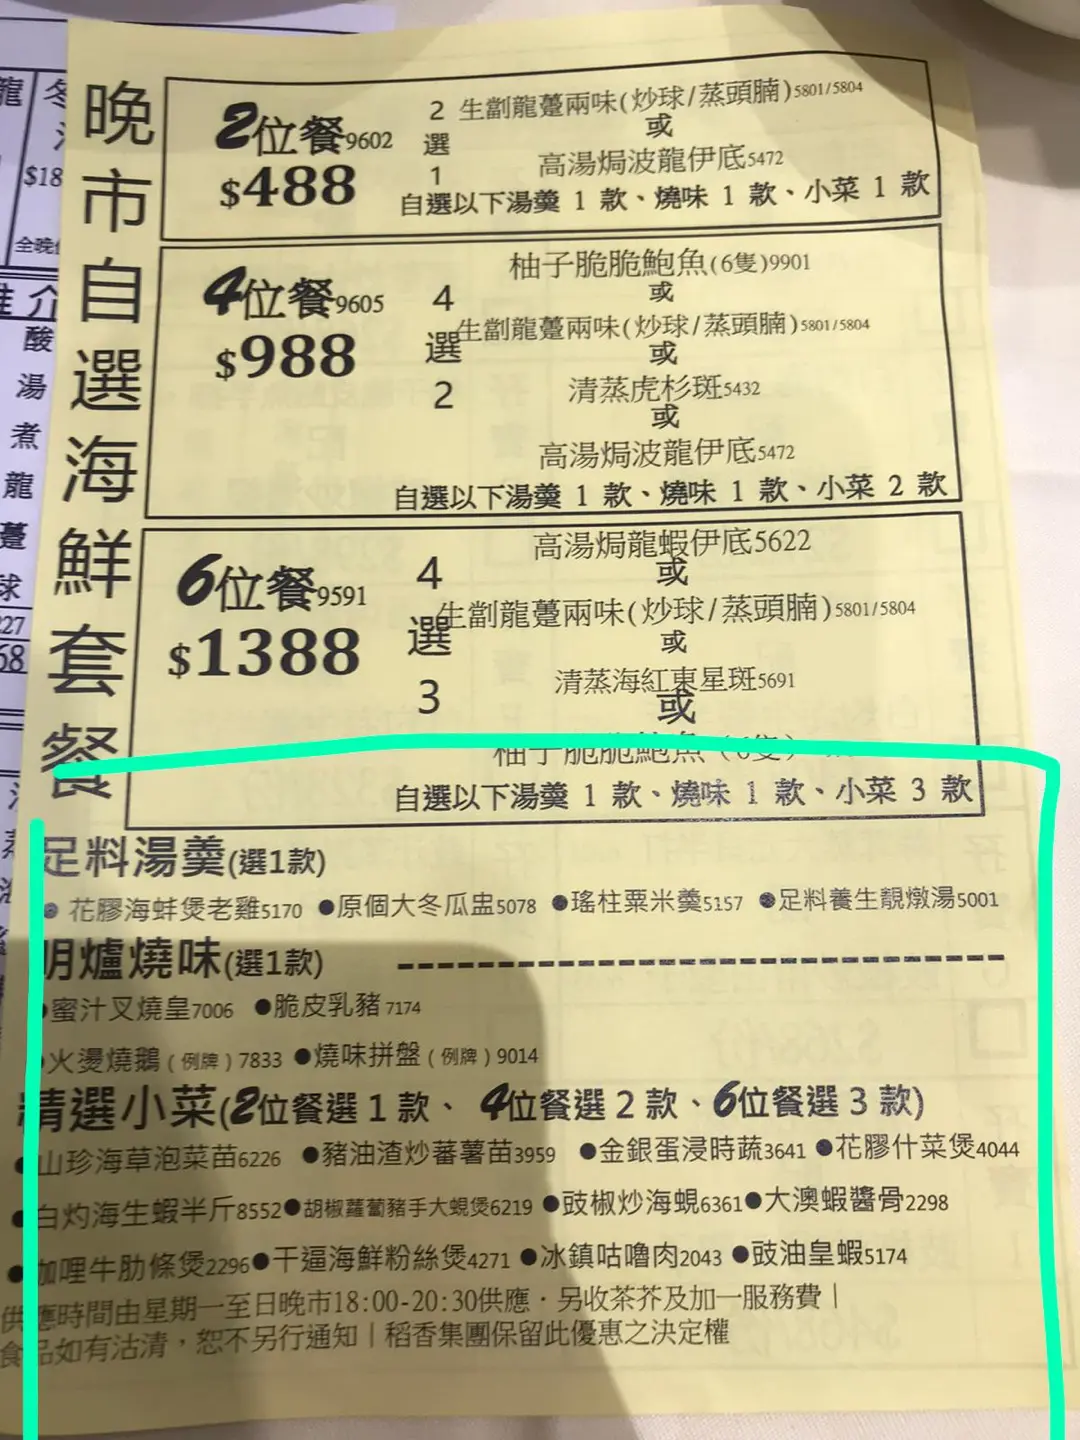 晚市自選海鮮套餐
2位餐9602
$488
2選1
生劏龍躉兩味(炒球/蒸頭腩)5801/5804
或
高湯焗波龍伊底5472
自選以下湯羹 1 款、燒味 1 款、小菜 1 款
4位餐9605
$988
4選2
柚子脆脆鮑魚(6隻)9901
或
生劏龍躉兩味(炒球/蒸頭腩)5801/5804
或
清蒸虎杉斑5432
或
高湯焗波龍伊底5472
自選以下湯羹 1 款、燒味 1 款、小菜 2 款
6位餐9591
$1388
4選3
高湯焗龍蝦伊底5622
或
生劏龍躉兩味(炒球/蒸頭腩)5801/5804
或
清蒸海紅東星斑5691
或
柚子脆脆鮑魚(6隻)
自選以下湯羹 1 款、燒味 1 款、小菜 3 款
足料湯羹(選1款)
●花膠海蚌煲老雞5170 ●原個大冬瓜盅5078 ●瑤柱粟米羹5157 ●足料養生靚燉湯5001
明爐燒味(選1款)
●蜜汁叉燒皇7006 ●脆皮乳豬7174
●火燙燒鵝(例牌)7833 ●燒味拼盤(例牌)9014
精選小菜(2位餐選1款、4位餐選2款、6位餐選3款)
●山珍海草泡菜苗6226 ●豬油渣炒蕃薯苗3959 ●金銀蛋浸時蔬3641 ●花膠什菜煲4044
●白灼海生蝦半斤8552 ●胡椒蘿蔔豬手大蜆煲6219 ●豉椒炒海蜆6361 ●大澳蝦醬骨2298
●咖哩牛肋條煲2296 ●干逼海鮮粉絲煲4271 ●冰鎮咕嚕肉2043 ●豉油皇蝦5174
供應時間由星期一至日晚市18:00-20:30供應．另收茶芥及加一服務費｜
食品如有沽清，恕不另行通知｜稻香集團保留此優惠之決定權
龍
$18
全晚
推介
酸
湯
煮
龍
躉
球